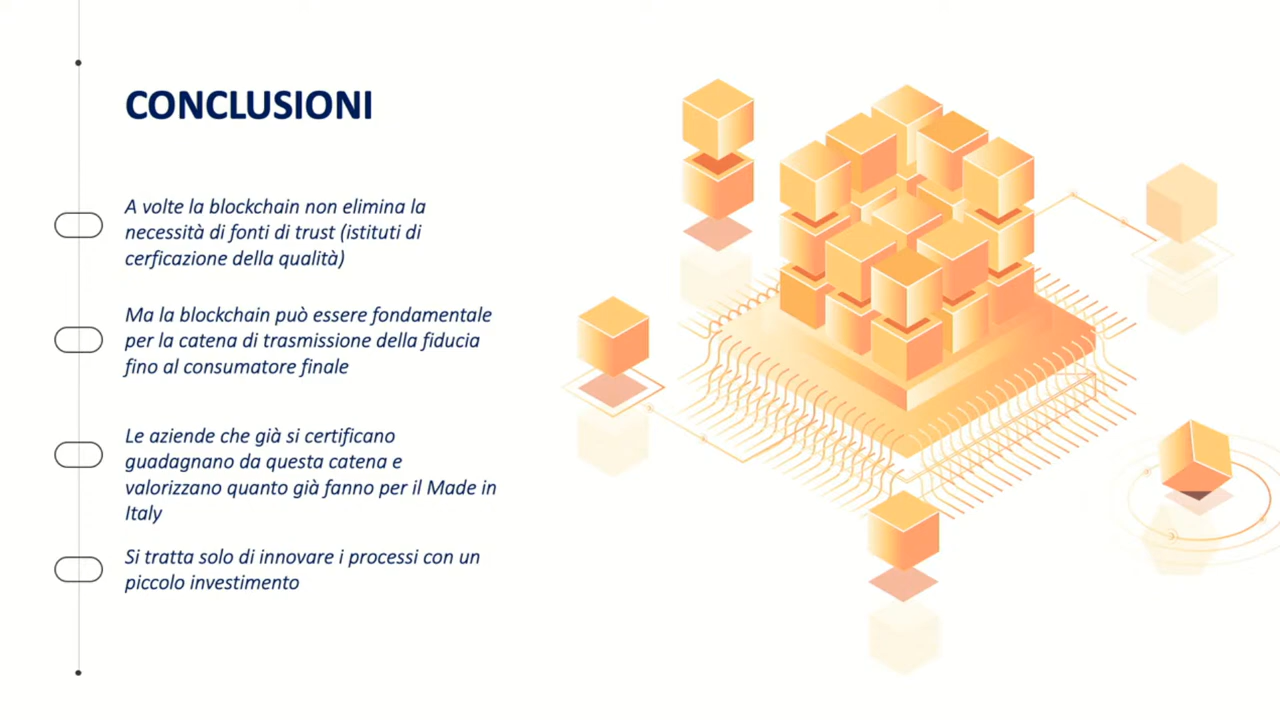 CONCLUSIONI
A volte la blockchain non elimina la
necessità di fonti di trust (istituti di
cerficazione della qualità)
Ma la blockchain può essere fondamentale
per la catena di trasmissione della fiducia
fino al consumatore finale
Le aziende che già si certificano
guadagnano da questa catena e
valorizzano quanto già fanno per il Made in
Italy
Si tratta solo di innovare i processi con un
piccolo investimento